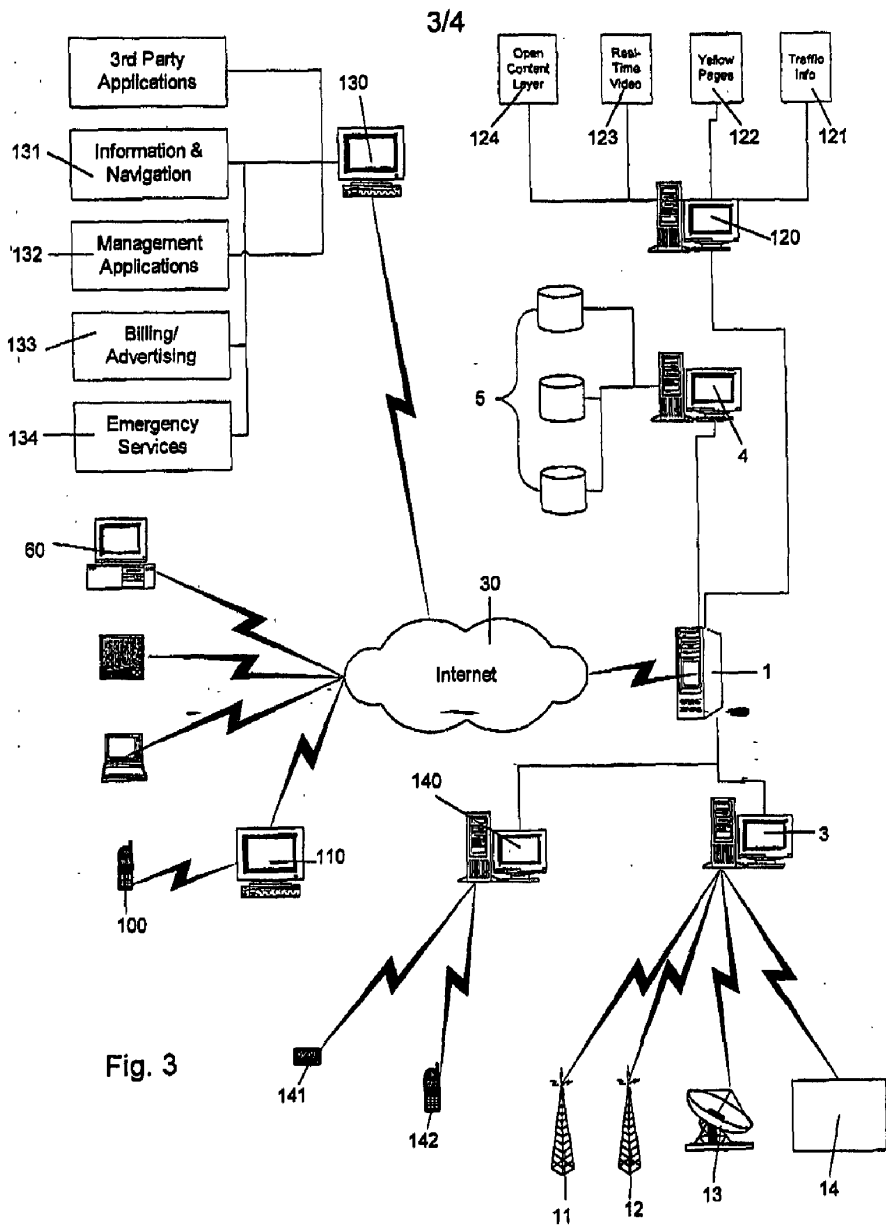 3/4
3rd Party
Applications
131
Information &
Navigation
132
Management
Applications
133
Billing/
Advertising
134
Emergency
Services
130
Open
Content
Layer
124
Real-
Time
Video
123
Yellow
Pages
122
Traffic
Info
121
120
5
4
60
30
Internet
1
140
3
110
100
141
142
11
12
13
14
Fig. 3